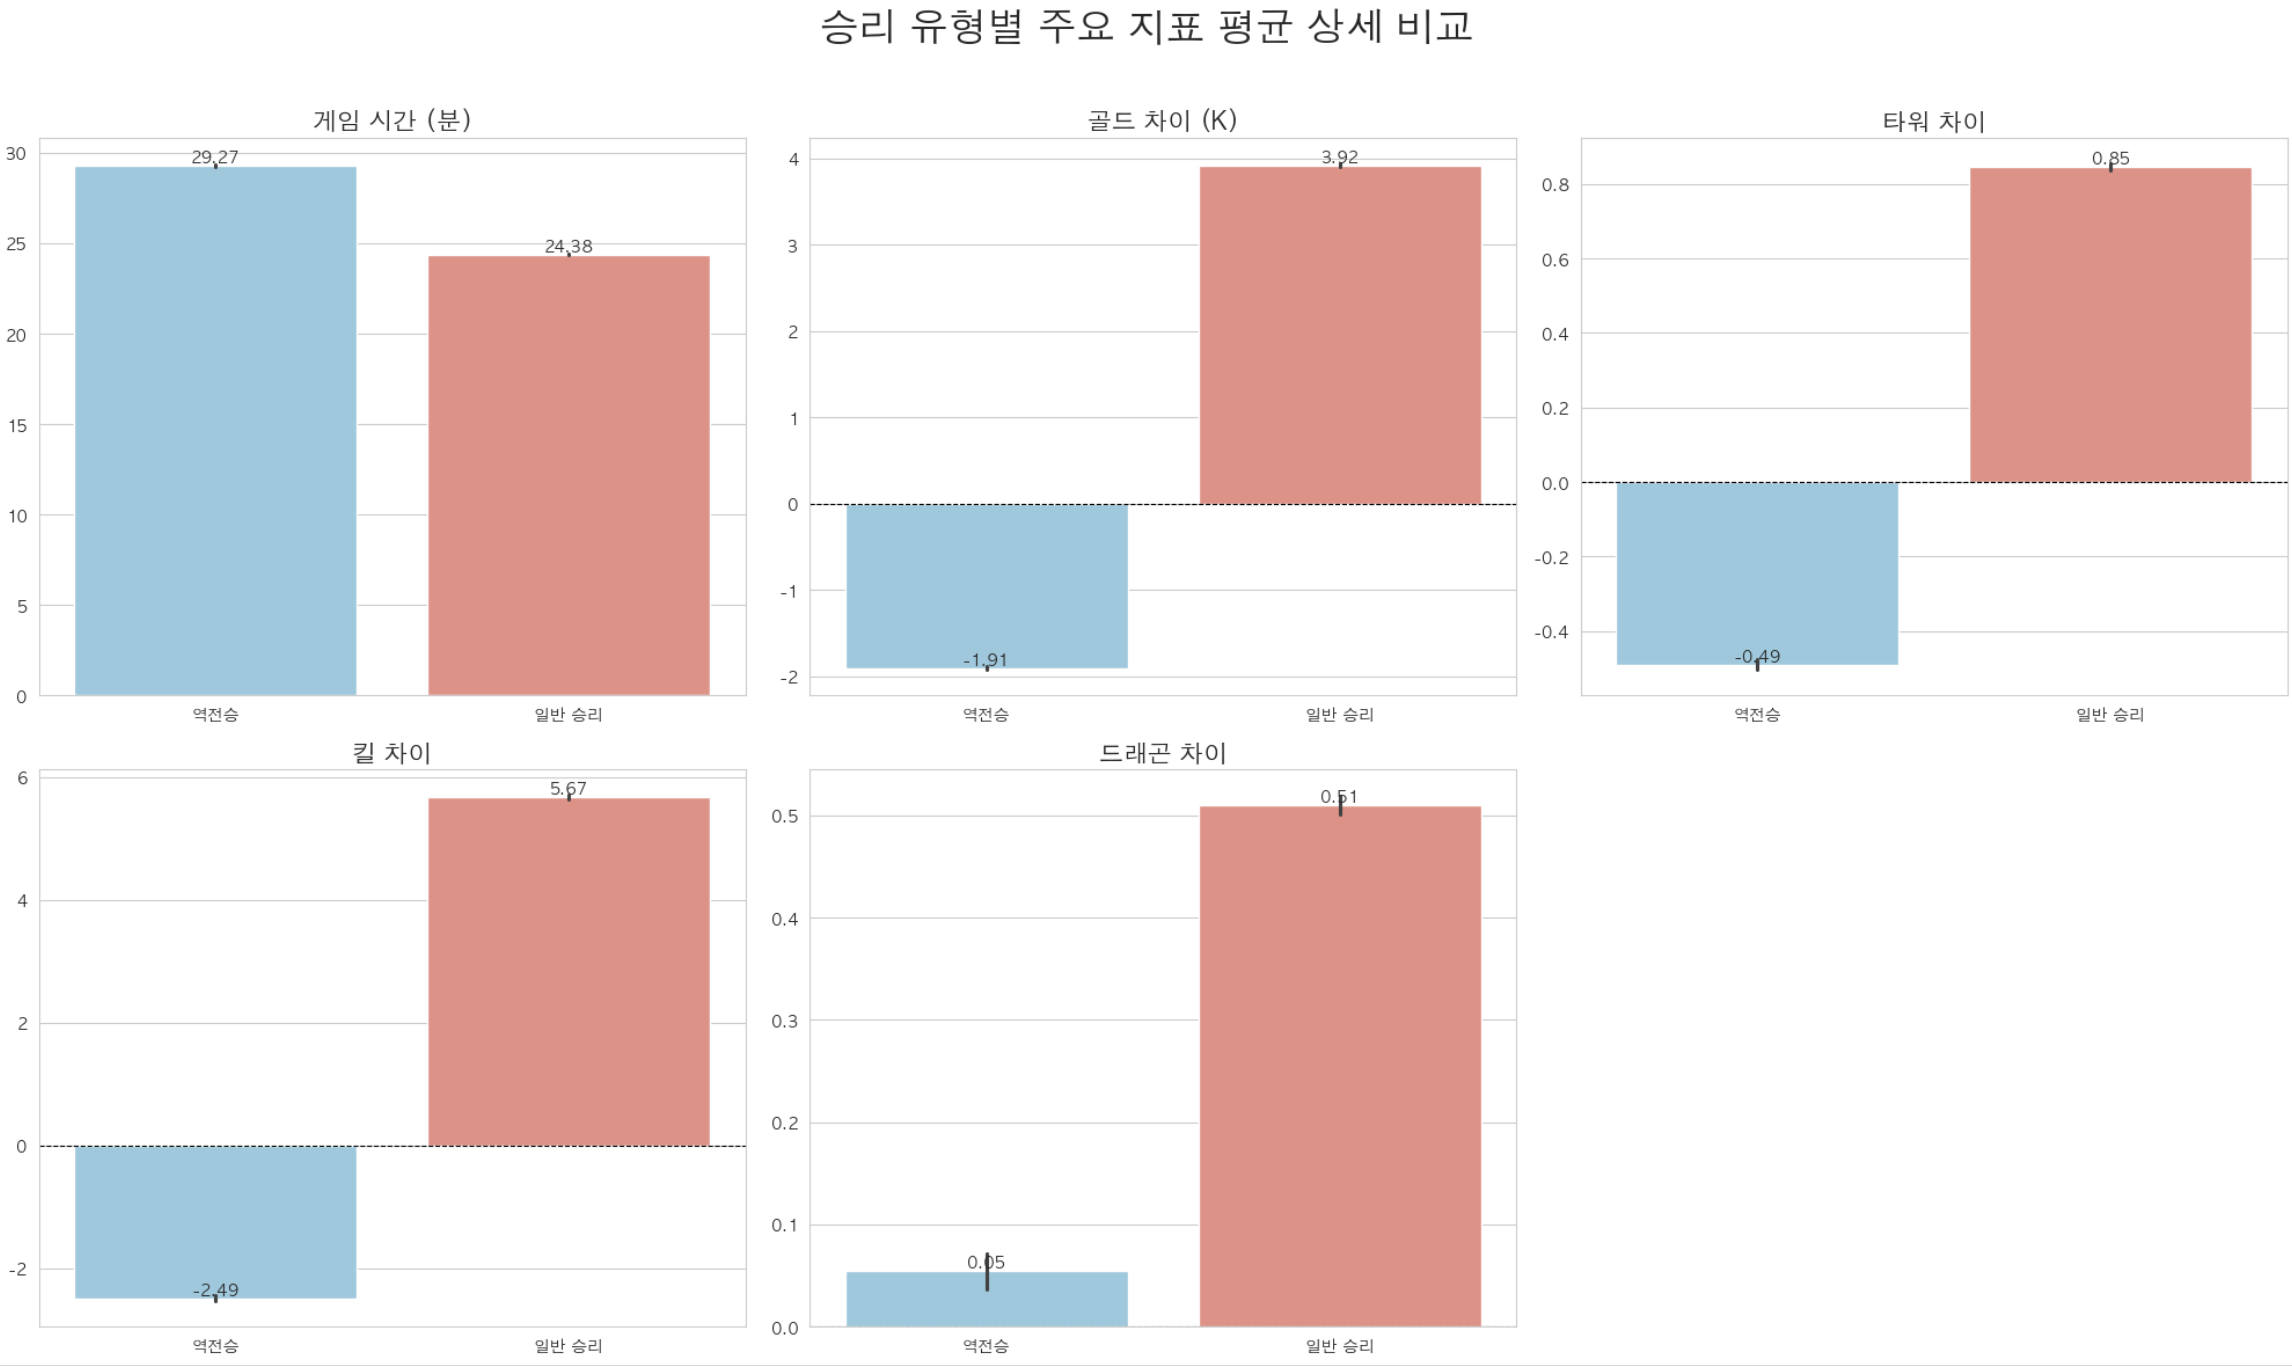 승리 유형별 주요 지표 평균 상세 비교
게임 시간 (분)
30
25
20
15
10
5
0
29.27
24.38
역전승
일반 승리
골드 차이 (K)
4
3
2
1
0
-1
-2
-1.91
3.92
역전승
일반 승리
타워 차이
0.8
0.6
0.4
0.2
0.0
-0.2
-0.4
-0.49
0.85
역전승
일반 승리
킬 차이
6
4
2
0
-2
-2.49
5.67
역전승
일반 승리
드래곤 차이
0.5
0.4
0.3
0.2
0.1
0.0
0.05
0.51
역전승
일반 승리